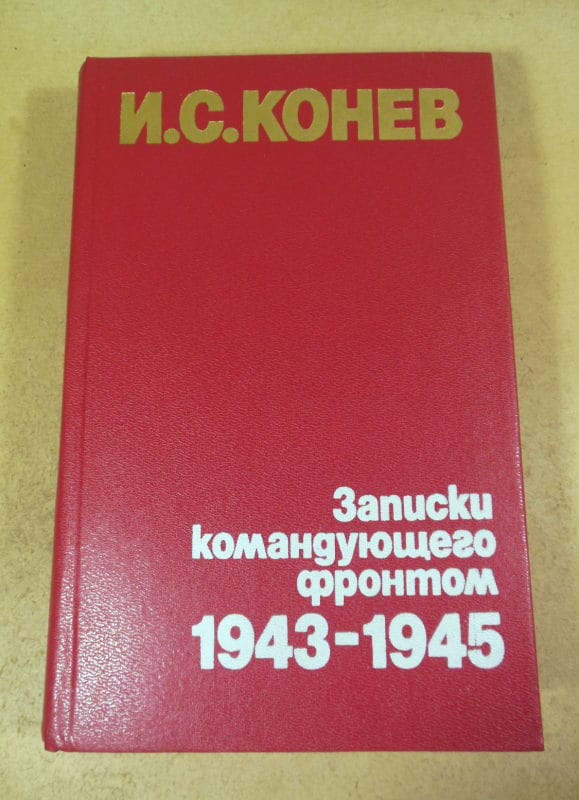 И.С.КОНЕВ
Записки
командующего
фронтом
1943-1945